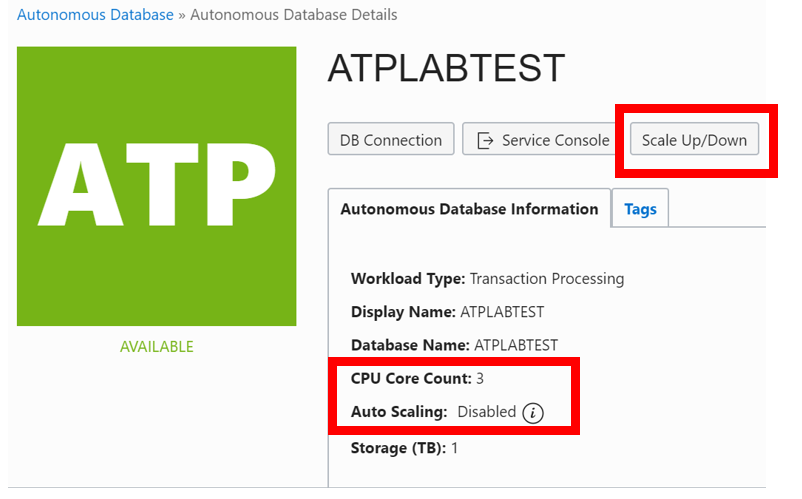 Autonomous Database » Autonomous Database Details
ATP
AVAILABLE
ATPLABTEST
DB Connection Service Console Scale Up/Down
Autonomous Database Information Tags
Workload Type: Transaction Processing
Display Name: ATPLABTEST
Database Name: ATPLABTEST
CPU Core Count: 3
Auto Scaling: Disabled i
Storage (TB): 1